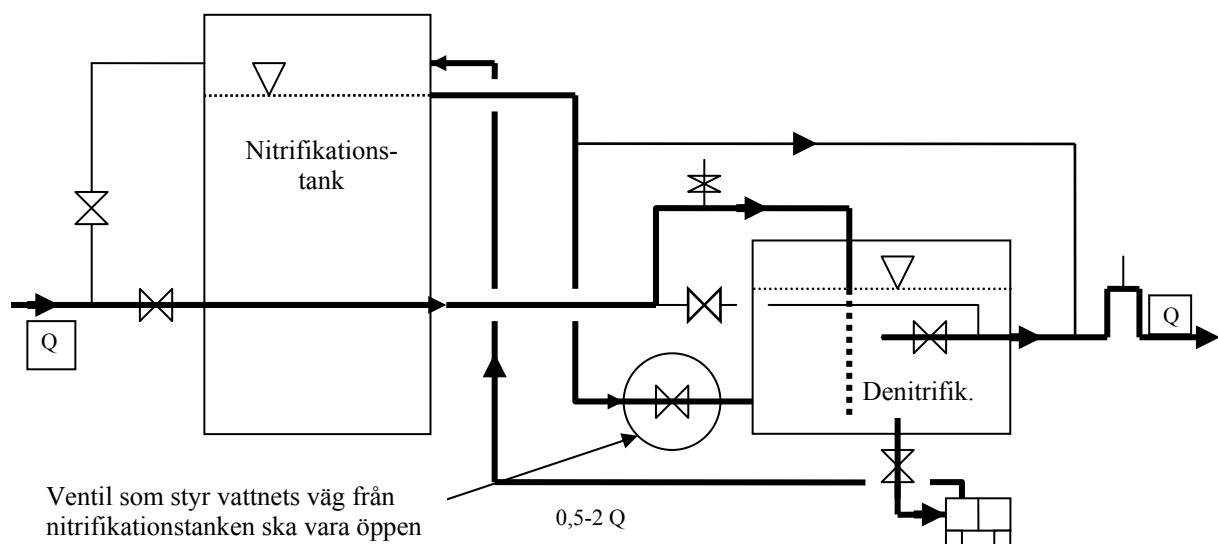 Nitrifikations-
tank
Q
Q
Denitrifik.
Ventil som styr vattnets väg från
nitrifikationstanken ska vara öppen
0,5-2 Q